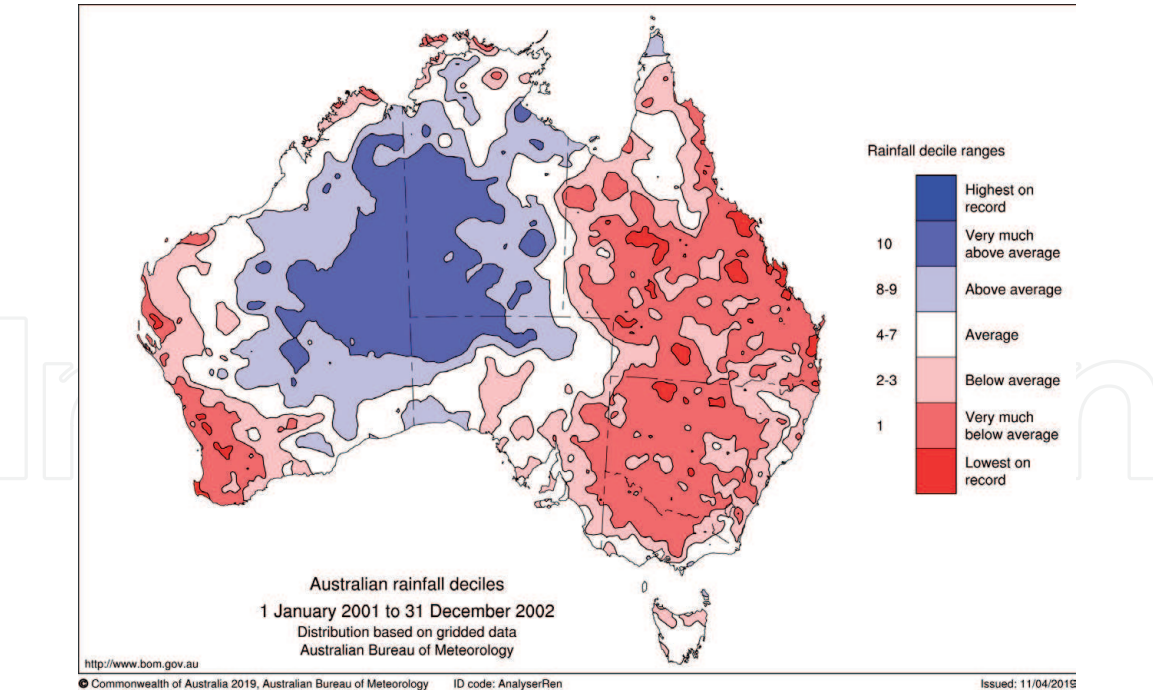 Rainfall decile ranges
Highest on
record
10
Very much
above average
8-9
Above average
4-7
Average
2-3
Below average
1
Very much
below average
Lowest on
record
Australian rainfall deciles
1 January 2001 to 31 December 2002
Distribution based on gridded data
Australian Bureau of Meteorology
http://www.bom.gov.au
© Commonwealth of Australia 2019, Australian Bureau of Meteorology ID code: AnalyserRen Issued: 11/04/2019